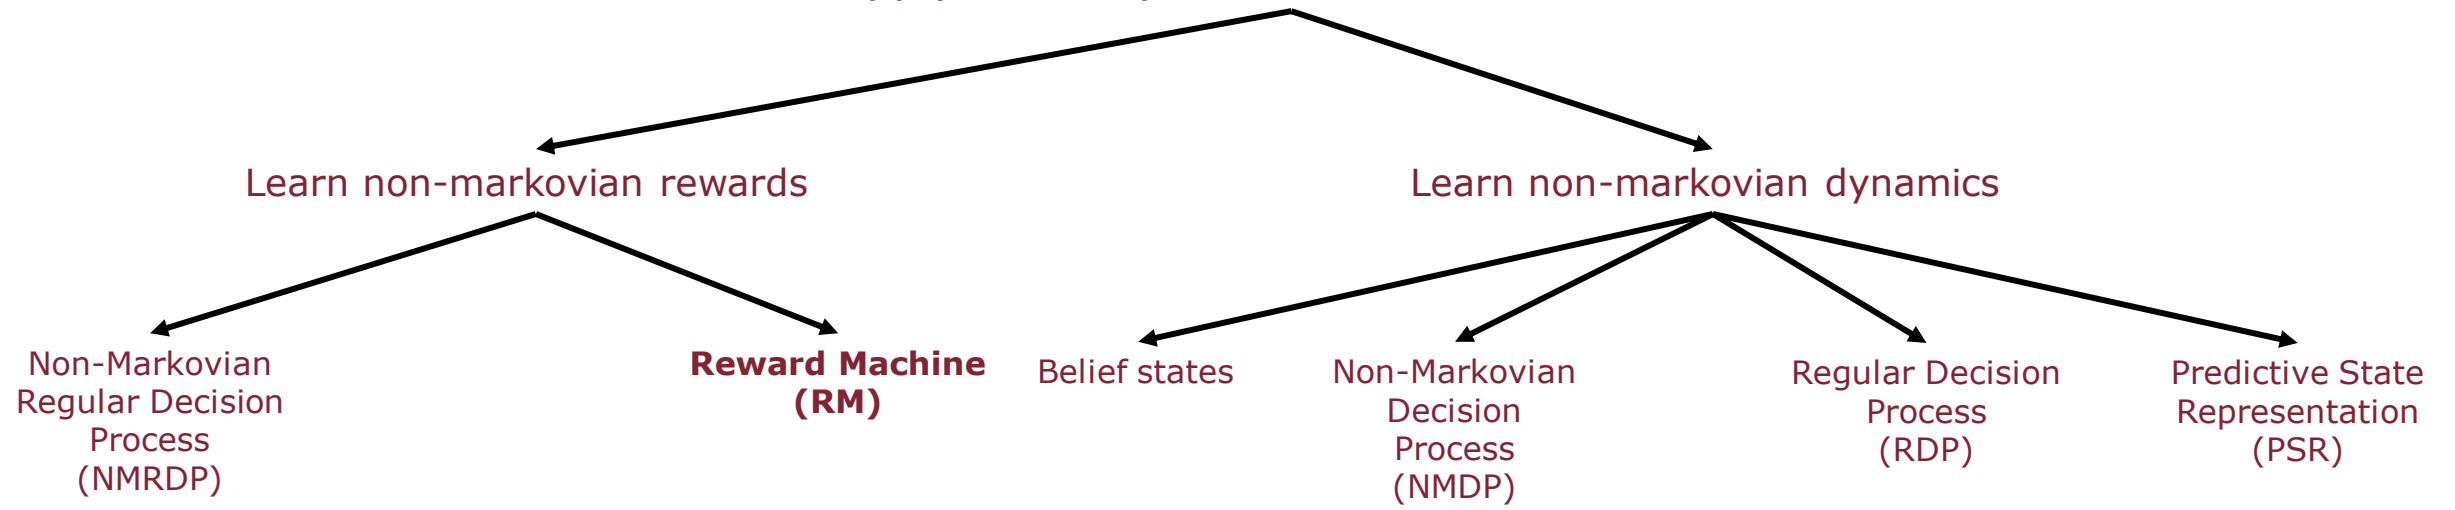 Learn non-markovian rewards
Learn non-markovian dynamics
Non-Markovian
Regular Decision
Process
(NMRDP)
Reward Machine
(RM)
Belief states
Non-Markovian
Decision
Process
(NMDP)
Regular Decision
Process
(RDP)
Predictive State
Representation
(PSR)